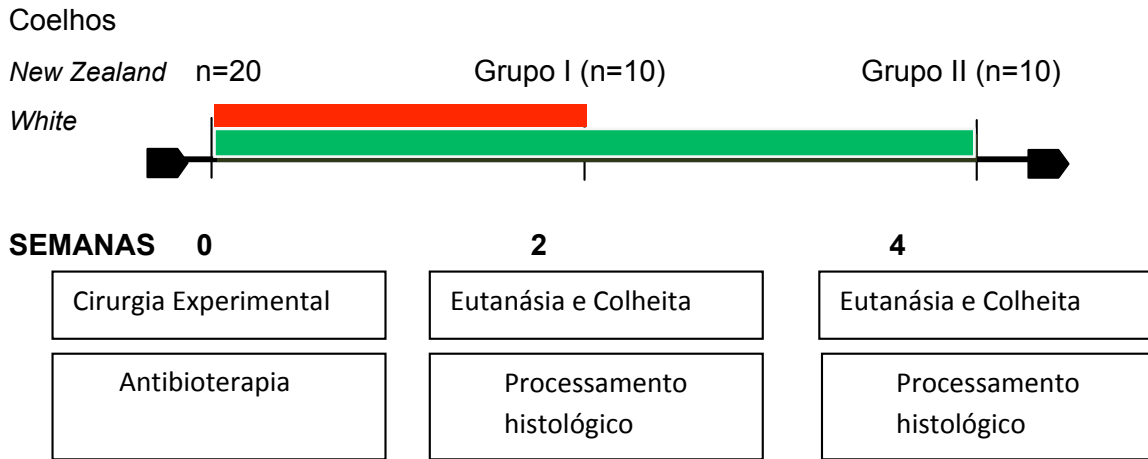 Coelhos
New Zealand n=20 Grupo I (n=10) Grupo II (n=10)
White
SEMANAS 0 2 4
Cirurgia Experimental Eutanásia e Colheita Eutanásia e Colheita
Antibioterapia Processamento histológico Processamento histológico